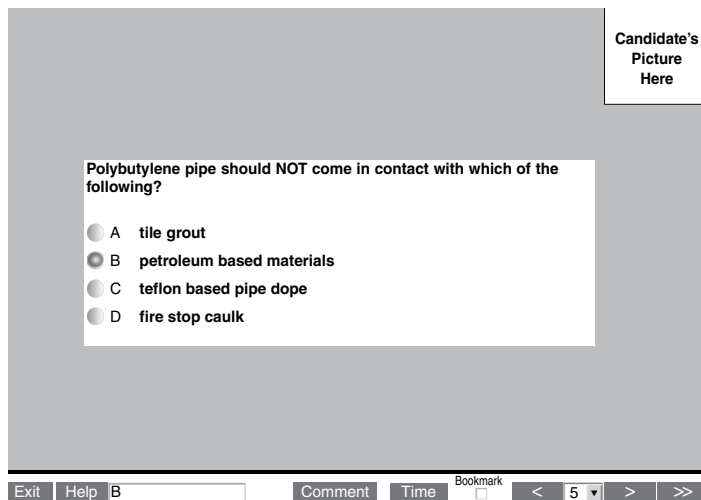 Candidate's
Picture
Here
Polybutylene pipe should NOT come in contact with which of the
following?
A tile grout
B petroleum based materials
C teflon based pipe dope
D fire stop caulk
Exit Help B Comment Time Bookmark < 5 > >>